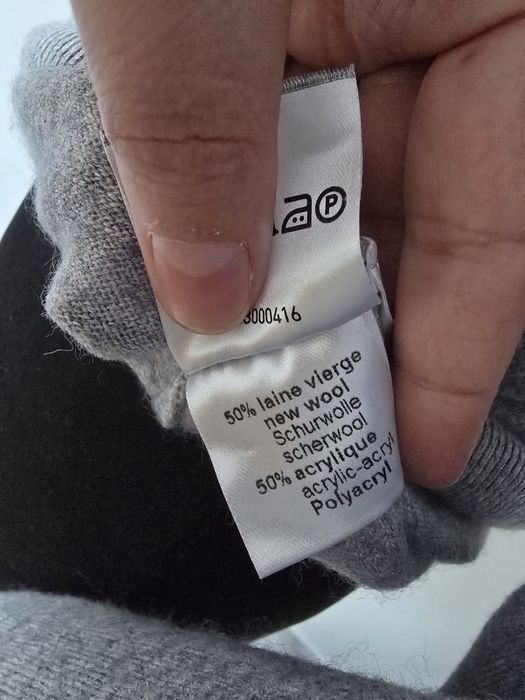 P
3000416
50% laine vierge
new wool
Schurwolle
scherwool
50% acrylique
acrylic-acryl
Polyacryl